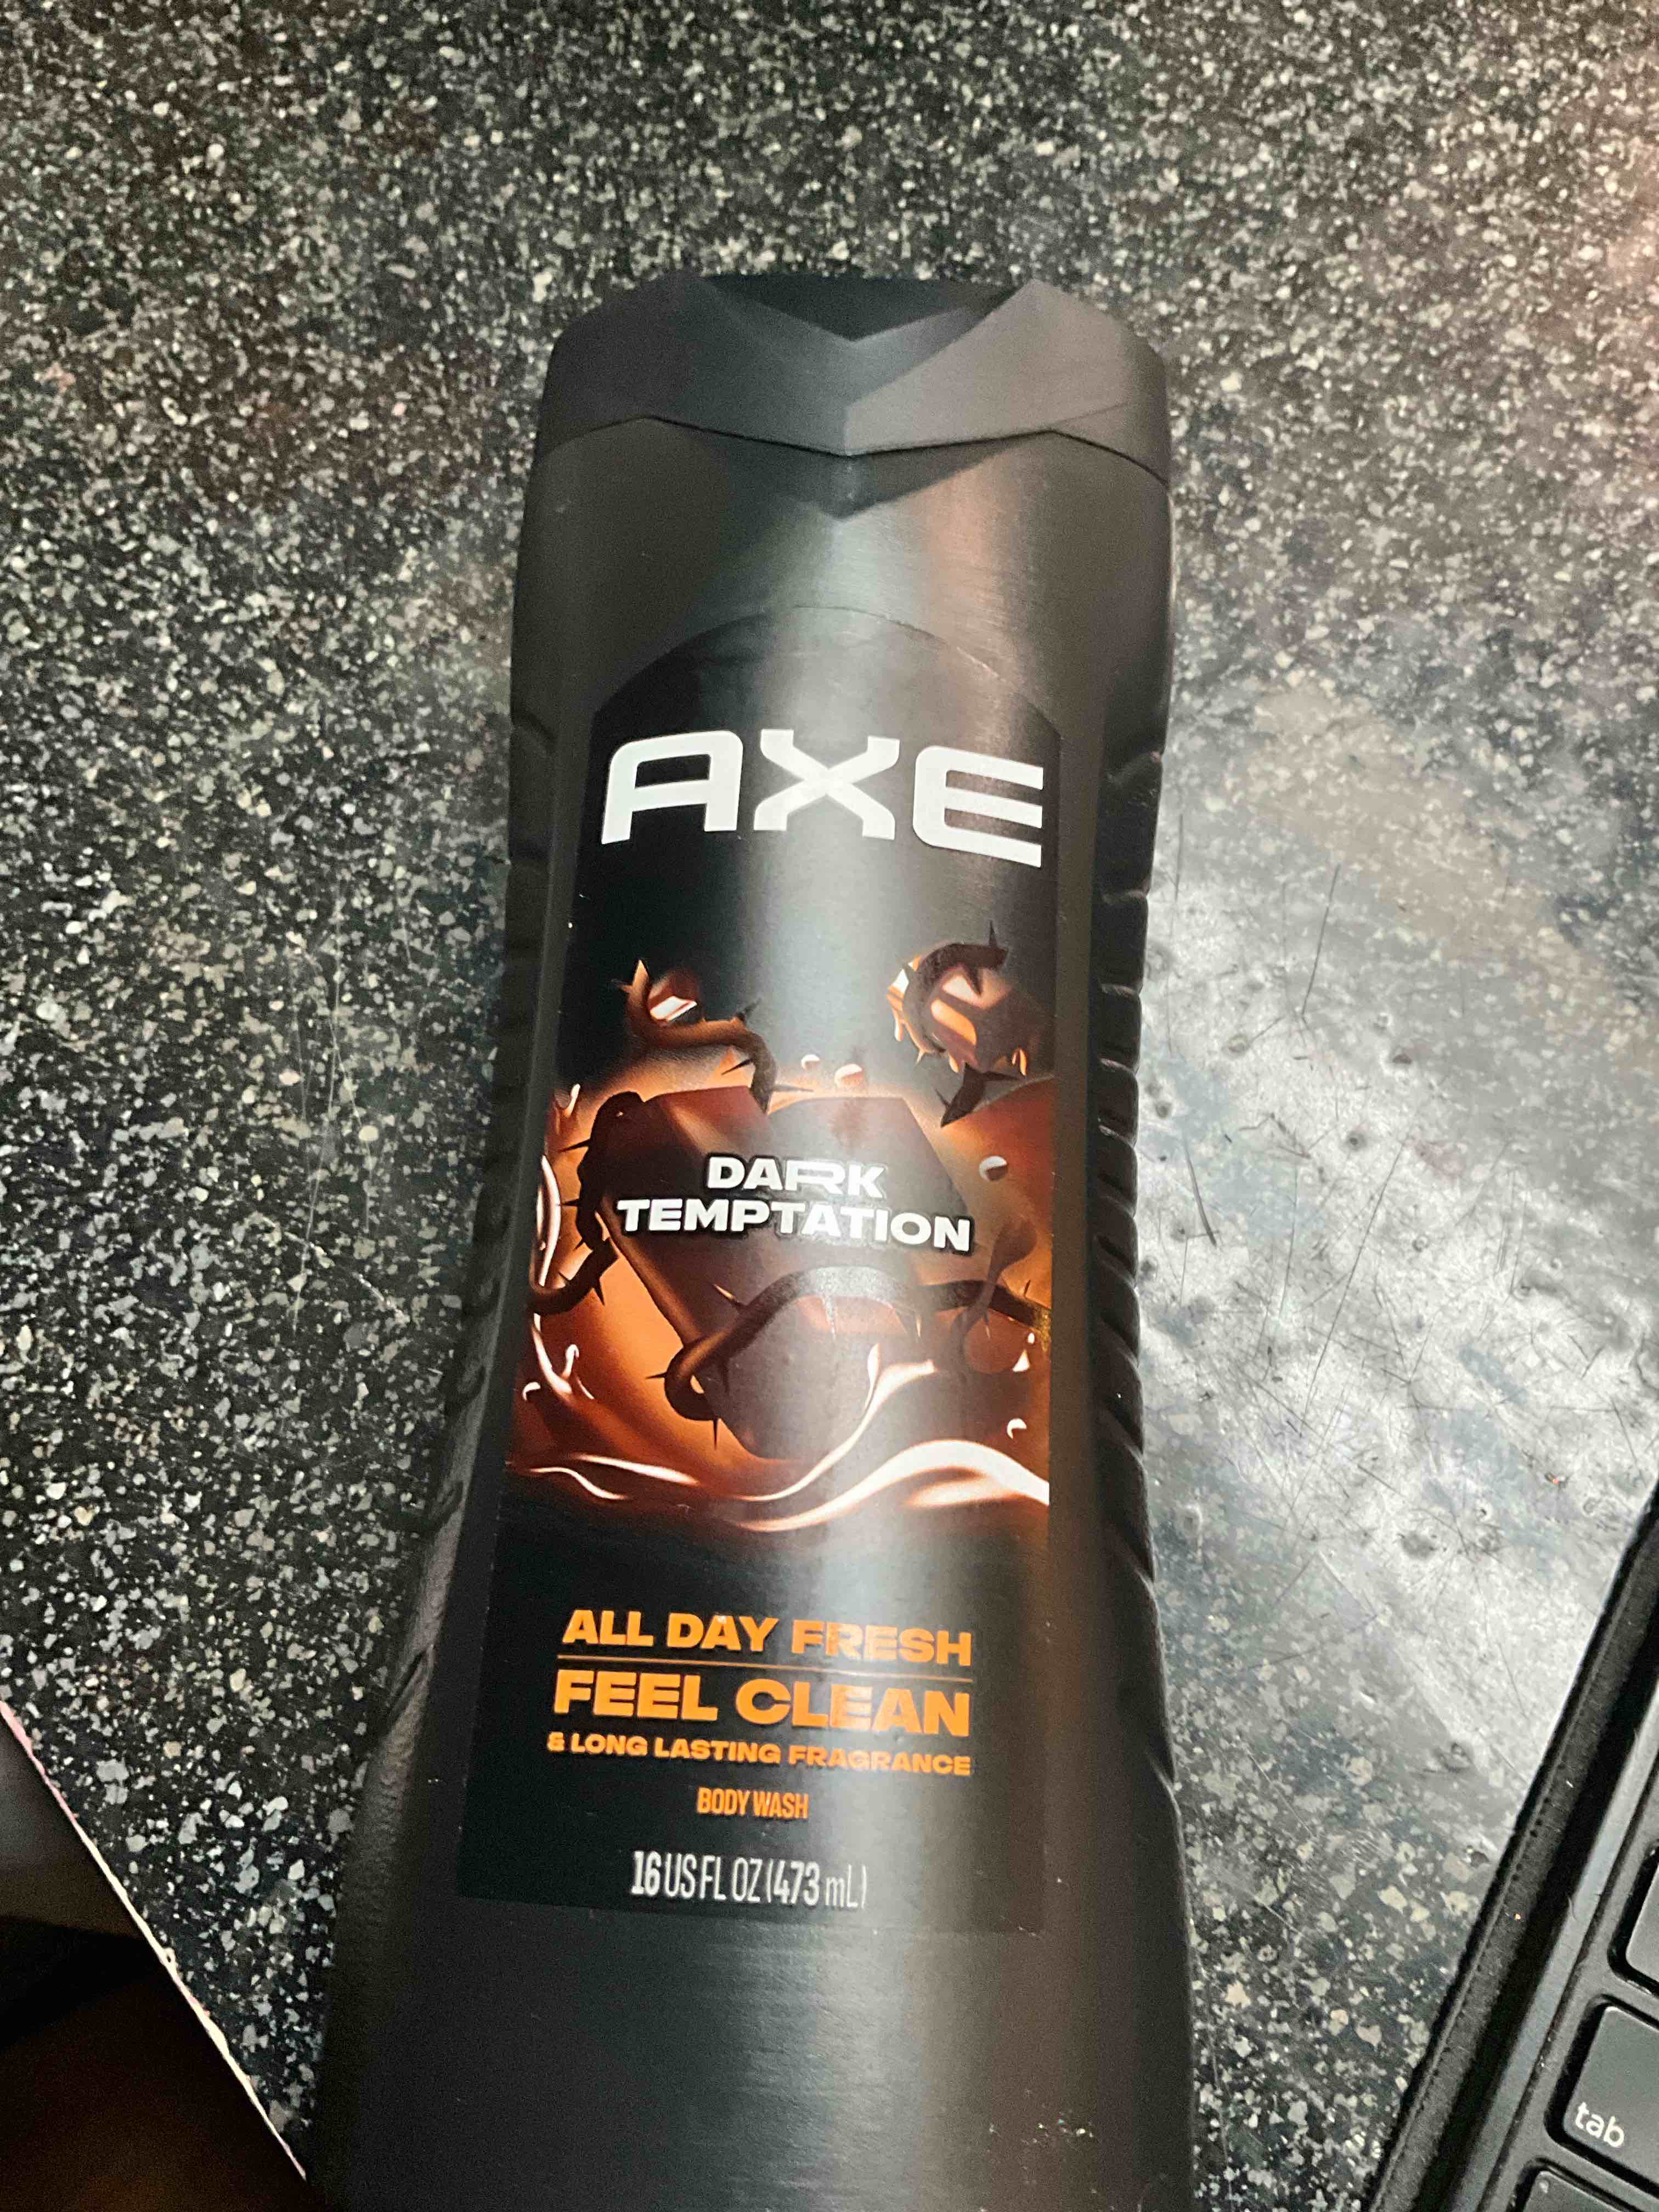 AXE
DARK
TEMPTATION
ALL DAY FRESH
FEEL CLEAN
& LONG LASTING FRAGRANCE
BODY WASH
16 US FL OZ (473 mL)
tab